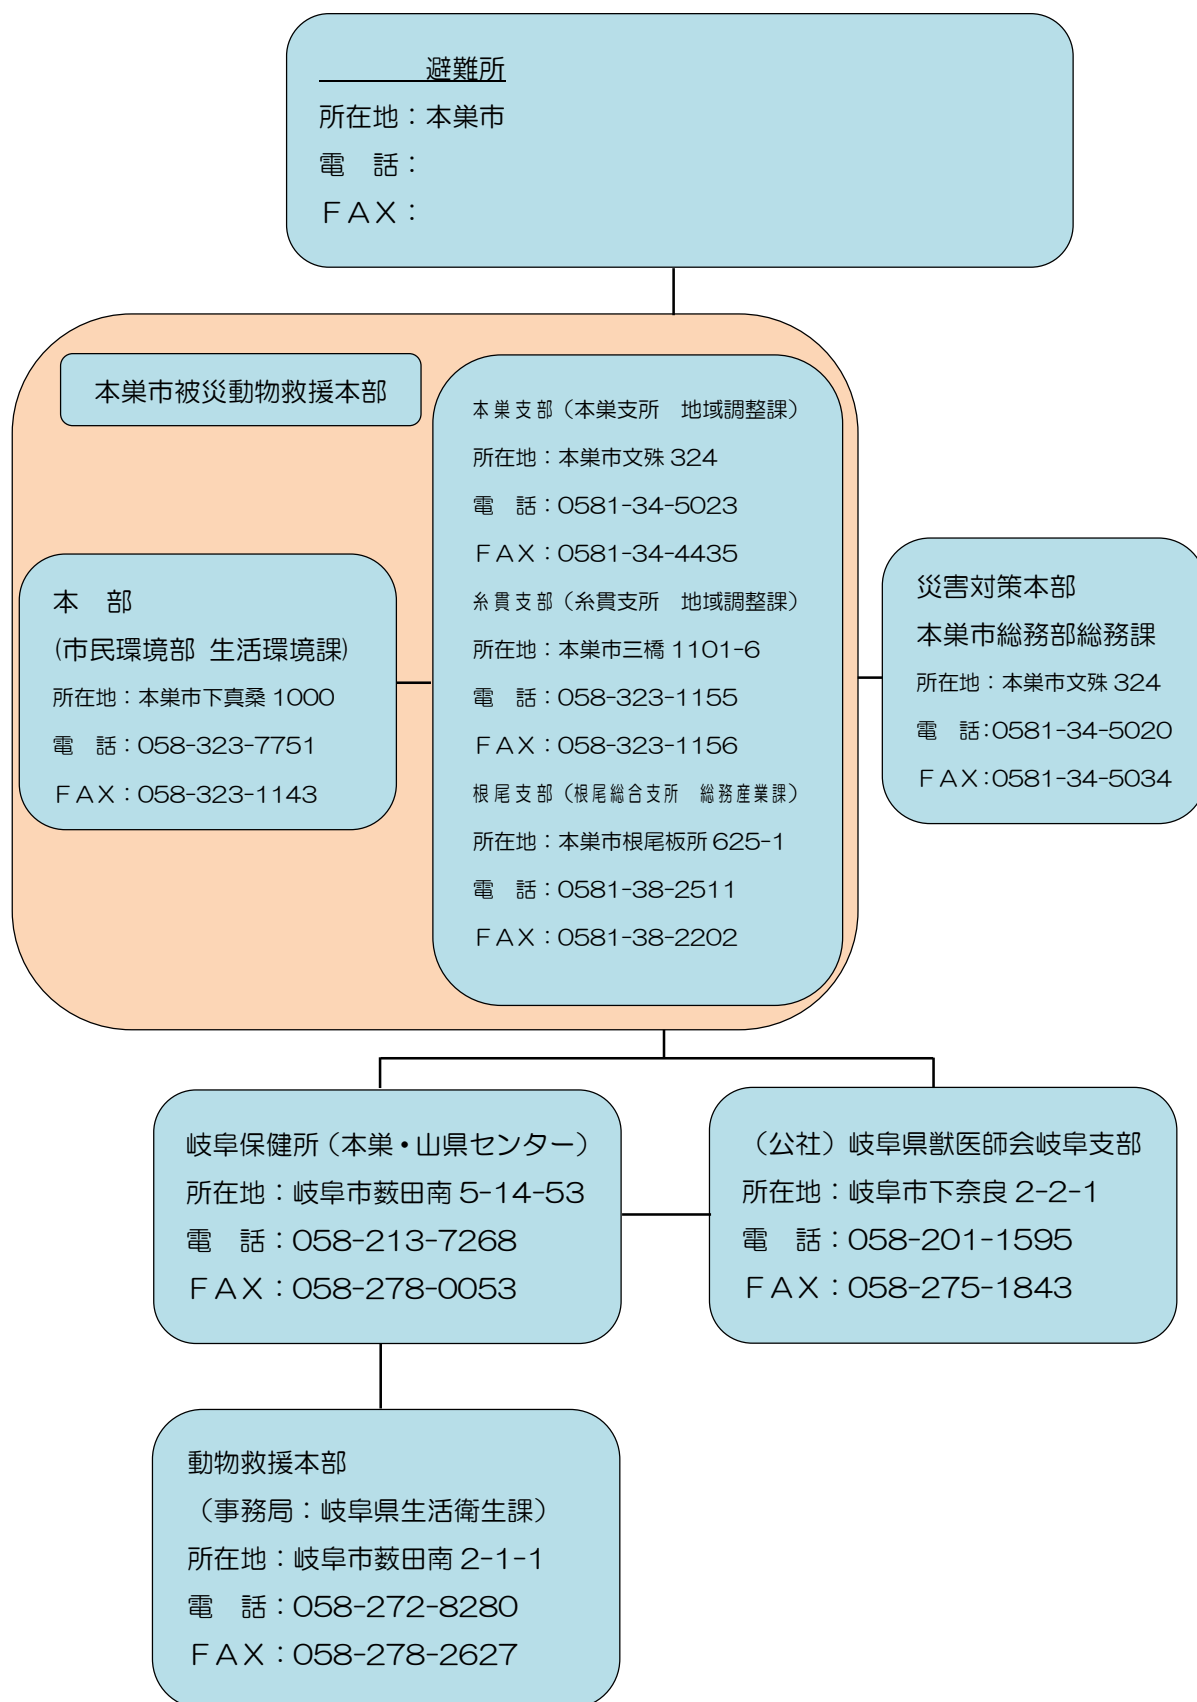 避難所
所在地：本巣市
電　話：
ＦＡＸ：
本巣市被災動物救援本部
本　部
(市民環境部 生活環境課)
所在地：本巣市下真桑 1000
電　話：058-323-7751
ＦＡＸ：058-323-1143
本巣支部（本巣支所　地域調整課）
所在地：本巣市文殊 324
電　話：0581-34-5023
ＦＡＸ：0581-34-4435
糸貫支部（糸貫支所　地域調整課）
所在地：本巣市三橋 1101-6
電　話：058-323-1155
ＦＡＸ：058-323-1156
根尾支部（根尾総合支所　総務産業課）
所在地：本巣市根尾板所 625-1
電　話：0581-38-2511
ＦＡＸ：0581-38-2202
災害対策本部
本巣市総務部総務課
所在地：本巣市文殊 324
電　話：0581-34-5020
ＦＡＸ：0581-34-5034
岐阜保健所（本巣・山県センター）
所在地：岐阜市薮田南 5-14-53
電　話：058-213-7268
ＦＡＸ：058-278-0053
（公社）岐阜県獣医師会岐阜支部
所在地：岐阜市下奈良 2-2-1
電　話：058-201-1595
ＦＡＸ：058-275-1843
動物救援本部
（事務局：岐阜県生活衛生課）
所在地：岐阜市薮田南 2-1-1
電　話：058-272-8280
ＦＡＸ：058-278-2627